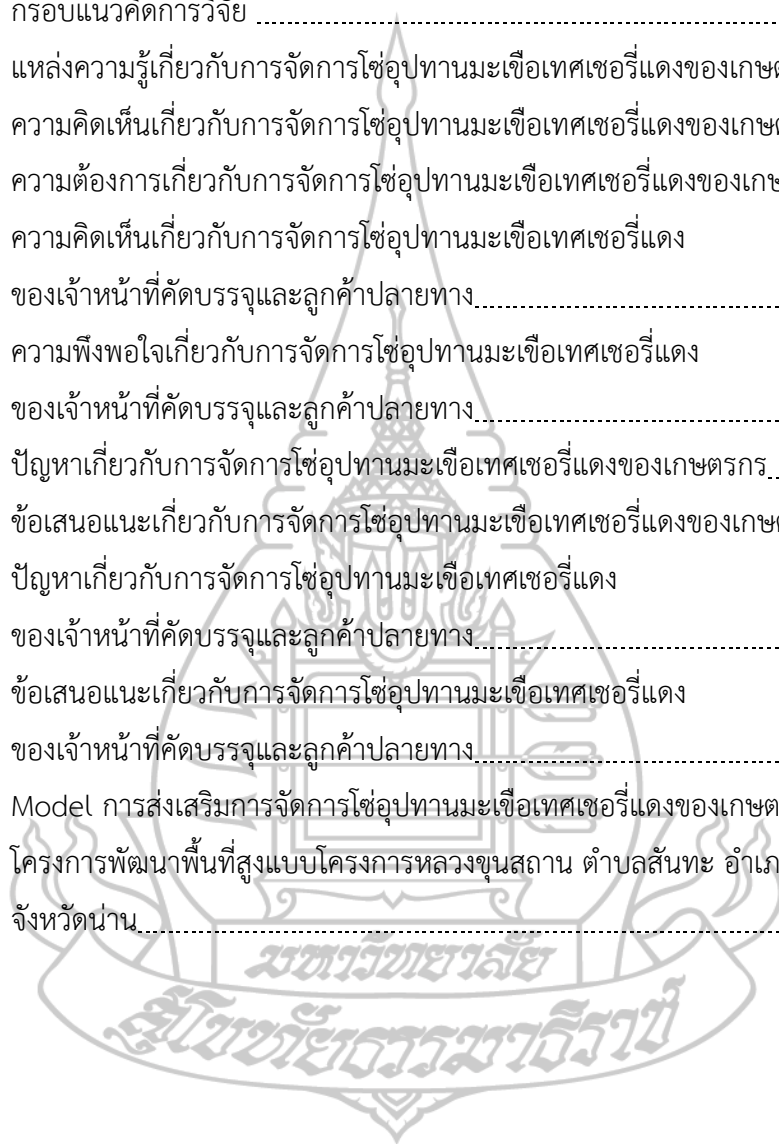 กรอบแนวคิดการวิจัย
แหล่งความรู้เกี่ยวกับการจัดการโซ่อุปทานมะเขือเทศเชอรี่แดงของ
ความคิดเห็นเกี่ยวกับการจัดการโซ่อุปทานมะเขือเทศเชอรี่แดงของ
ความต้องการเกี่ยวกับการจัดการโซ่อุปทานมะเขือเทศเชอรี่แดงของ
ความคิดเห็นเกี่ยวกับการจัดการโซ่อุปทานมะเขือเทศเชอรี่แดง
ของเจ้าหน้าที่คัดบรรจุและลูกค้าปลายทาง
ความพึงพอใจเกี่ยวกับการจัดการโซ่อุปทานมะเขือเทศเชอรี่แดง
ของเจ้าหน้าที่คัดบรรจุและลูกค้าปลายทาง
ปัญหาเกี่ยวกับการจัดการโซ่อุปทานมะเขือเทศเชอรี่แดงของเกษตรกร
ข้อเสนอแนะเกี่ยวกับการจัดการโซ่อุปทานมะเขือเทศเชอรี่แดงของ
ปัญหาเกี่ยวกับการจัดการโซ่อุปทานมะเขือเทศเชอรี่แดง
ของเจ้าหน้าที่คัดบรรจุและลูกค้าปลายทาง
ข้อเสนอแนะเกี่ยวกับการจัดการโซ่อุปทานมะเขือเทศเชอรี่แดง
ของเจ้าหน้าที่คัดบรรจุและลูกค้าปลายทาง
Model การส่งเสริมการจัดการโซ่อุปทานมะเขือเทศเชอรี่แดงของ
โครงการพัฒนาพื้นที่สูงแบบโครงการหลวงขุนสถาน ตำบลสันทะ
จังหวัดน่าน
มหาวิทยาลัย
สุโขทัยธรรมาธิราช